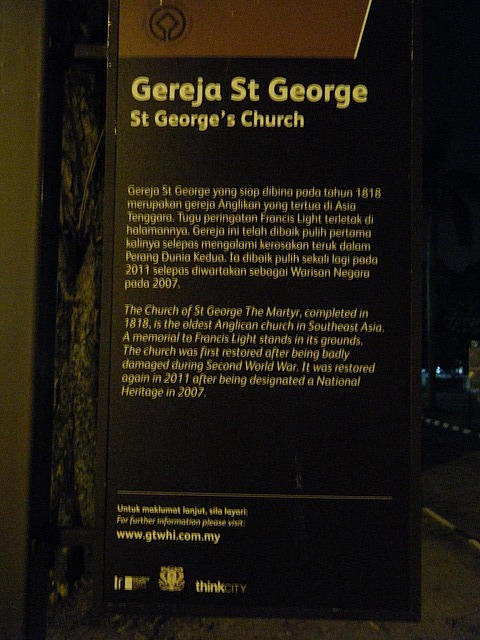 Gereja St George
St George's Church
Gereja St George yang siap dibina pada tahun 1818
merupakan gereja Anglikan yang tertua di Asia
Tenggara. Tugu peringatan Francis Light terletak di
halamannya. Gereja ini telah dibaik pulih pertama
kalinya selepas mengalami kerosakan teruk dalam
Perang Dunia Kedua. Ia dibaik pulih sekali lagi pada
2011 selepas diwartakan sebagai Warisan Negara
pada 2007.
The Church of St George The Martyr, completed in
1818, is the oldest Anglican church in Southeast Asia.
A memorial to Francis Light stands in its grounds.
The church was first restored after being badly
damaged during Second World War. It was restored
again in 2011 after being designated a National
Heritage in 2007.
Untuk maklumat lanjut, sila layari:
For further information please visit:
www.gtwhi.com.my
thinkCITY